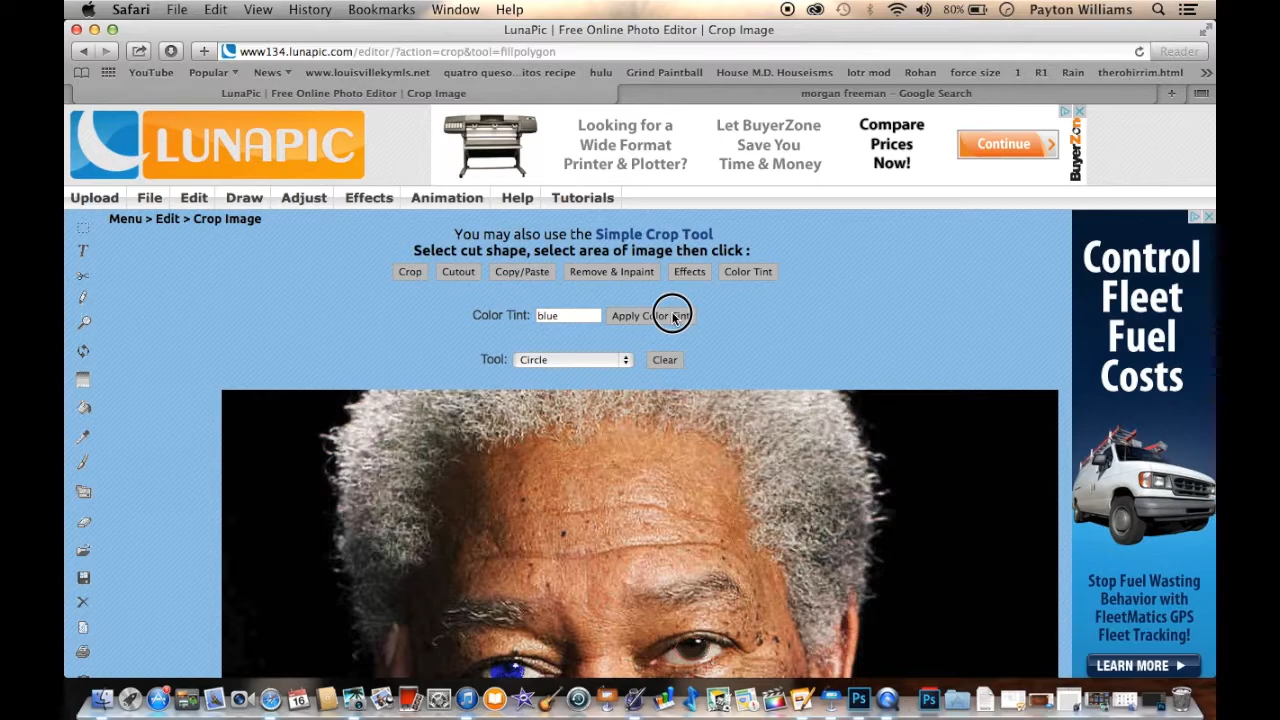 Safari File Edit View History Bookmarks Window Help 80% Payton Williams
LunaPic | Free Online Photo Editor | Crop Image
www134.lunapic.com/editor/?action=crop&tool=fillpolygon Reader
YouTube Popular News www.louisvillekymls.net quatro queso...itos recipe hulu Grind Paintball House M.D. Houseisms lotr mod Rohan force size 1 R1 Rain therohirrim.html
LunaPic | Free Online Photo Editor | Crop Image morgan freeman – Google Search
LUNAPIC
Looking for a
Wide Format
Printer & Plotter?
Let BuyerZone
Save You
Time & Money
Compare
Prices
Now!
Continue
BuyerZone
Upload File Edit Draw Adjust Effects Animation Help Tutorials
Menu > Edit > Crop Image
You may also use the Simple Crop Tool
Select cut shape, select area of image then click :
Crop Cutout Copy/Paste Remove & Inpaint Effects Color Tint
Color Tint: blue Apply Color Tint
Tool: Circle Clear
Control
Fleet
Fuel
Costs
Stop Fuel Wasting
Behavior with
FleetMatics GPS
Fleet Tracking!
LEARN MORE